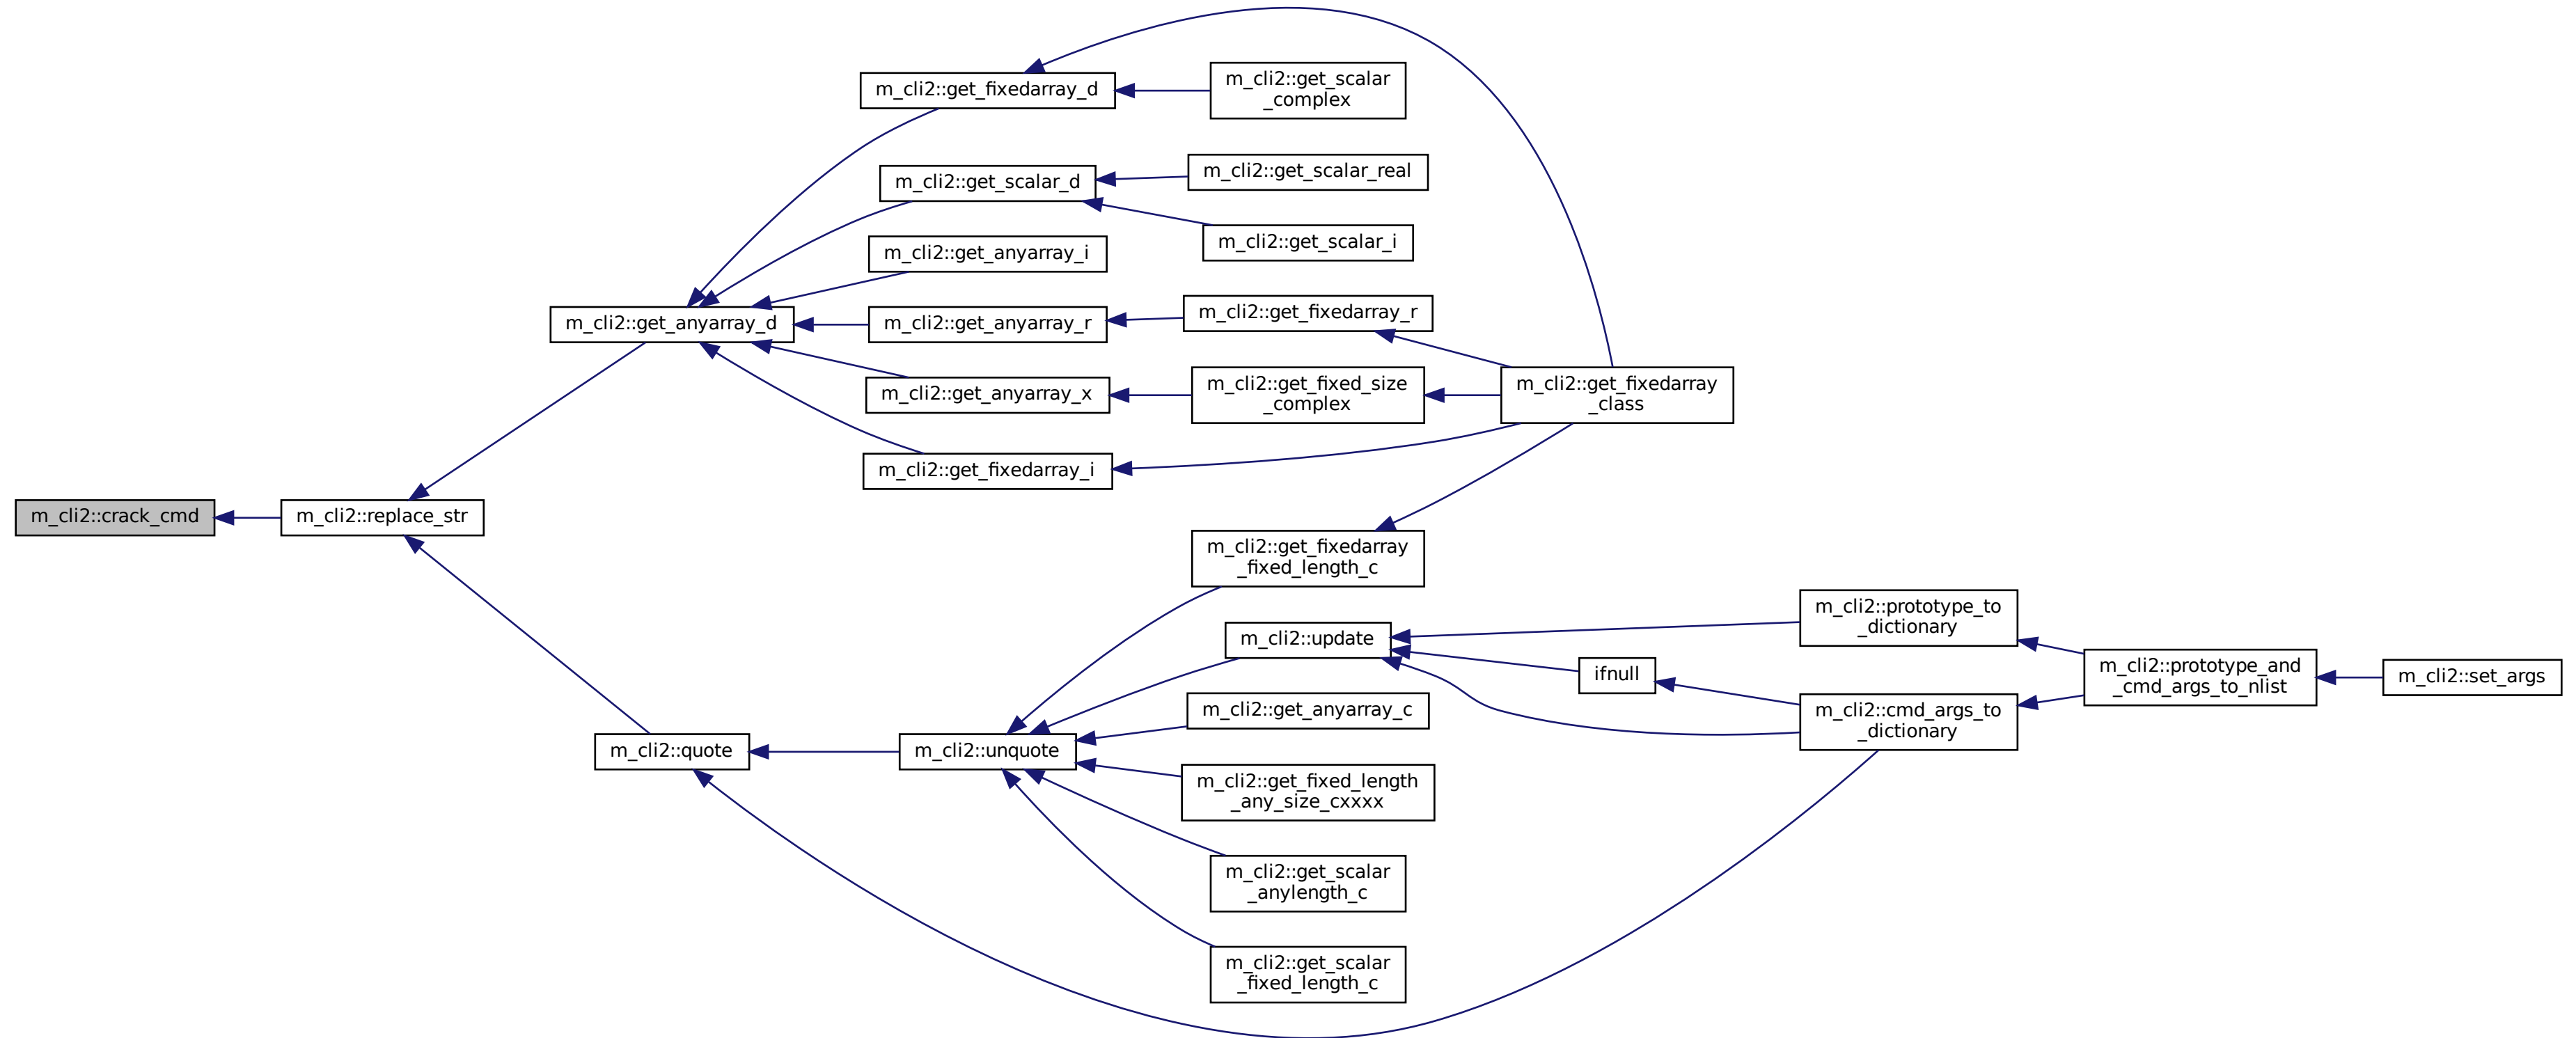 m_cli2::crack_cmd
m_cli2::replace_str
m_cli2::get_anyarray_d
m_cli2::get_fixedarray_d
m_cli2::get_scalar
_complex
m_cli2::get_scalar_d
m_cli2::get_scalar_real
m_cli2::get_scalar_i
m_cli2::get_anyarray_i
m_cli2::get_anyarray_r
m_cli2::get_fixedarray_r
m_cli2::get_anyarray_x
m_cli2::get_fixed_size
_complex
m_cli2::get_fixedarray
_class
m_cli2::get_fixedarray_i
m_cli2::get_fixedarray
_fixed_length_c
m_cli2::quote
m_cli2::unquote
m_cli2::update
m_cli2::get_anyarray_c
m_cli2::get_fixed_length
_any_size_cxxxx
m_cli2::get_scalar
_anylength_c
m_cli2::get_scalar
_fixed_length_c
ifnull
m_cli2::prototype_to
_dictionary
m_cli2::cmd_args_to
_dictionary
m_cli2::prototype_and
_cmd_args_to_nlist
m_cli2::set_args